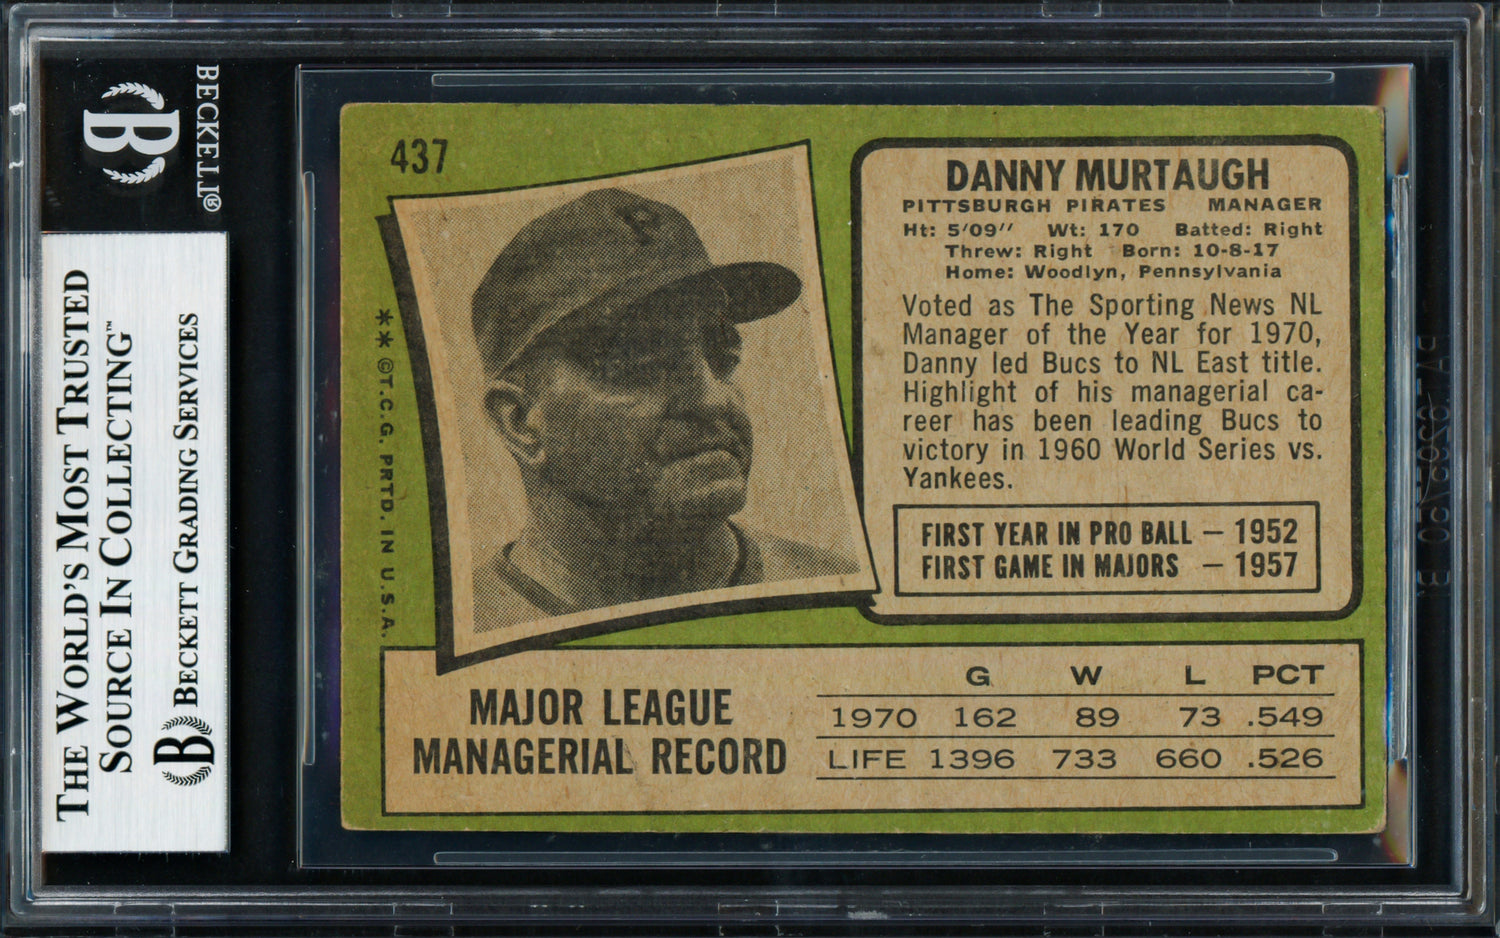 BECKETT®
B
THE WORLD'S MOST TRUSTED
SOURCE IN COLLECTING™
B BECKETT GRADING SERVICES
437
P
** ©T.C.G. PRTD. IN U.S.A.
DANNY MURTAUGH
PITTSBURGH PIRATES MANAGER
Ht: 5'09'' Wt: 170 Batted: Right
Threw: Right Born: 10-8-17
Home: Woodlyn, Pennsylvania
Voted as The Sporting News NL
Manager of the Year for 1970,
Danny led Bucs to NL East title.
Highlight of his managerial ca-
reer has been leading Bucs to
victory in 1960 World Series vs.
Yankees.
FIRST YEAR IN PRO BALL — 1952
FIRST GAME IN MAJORS — 1957
MAJOR LEAGUE
MANAGERIAL RECORD
G W L PCT
1970 162 89 73 .549
LIFE 1396 733 660 .526